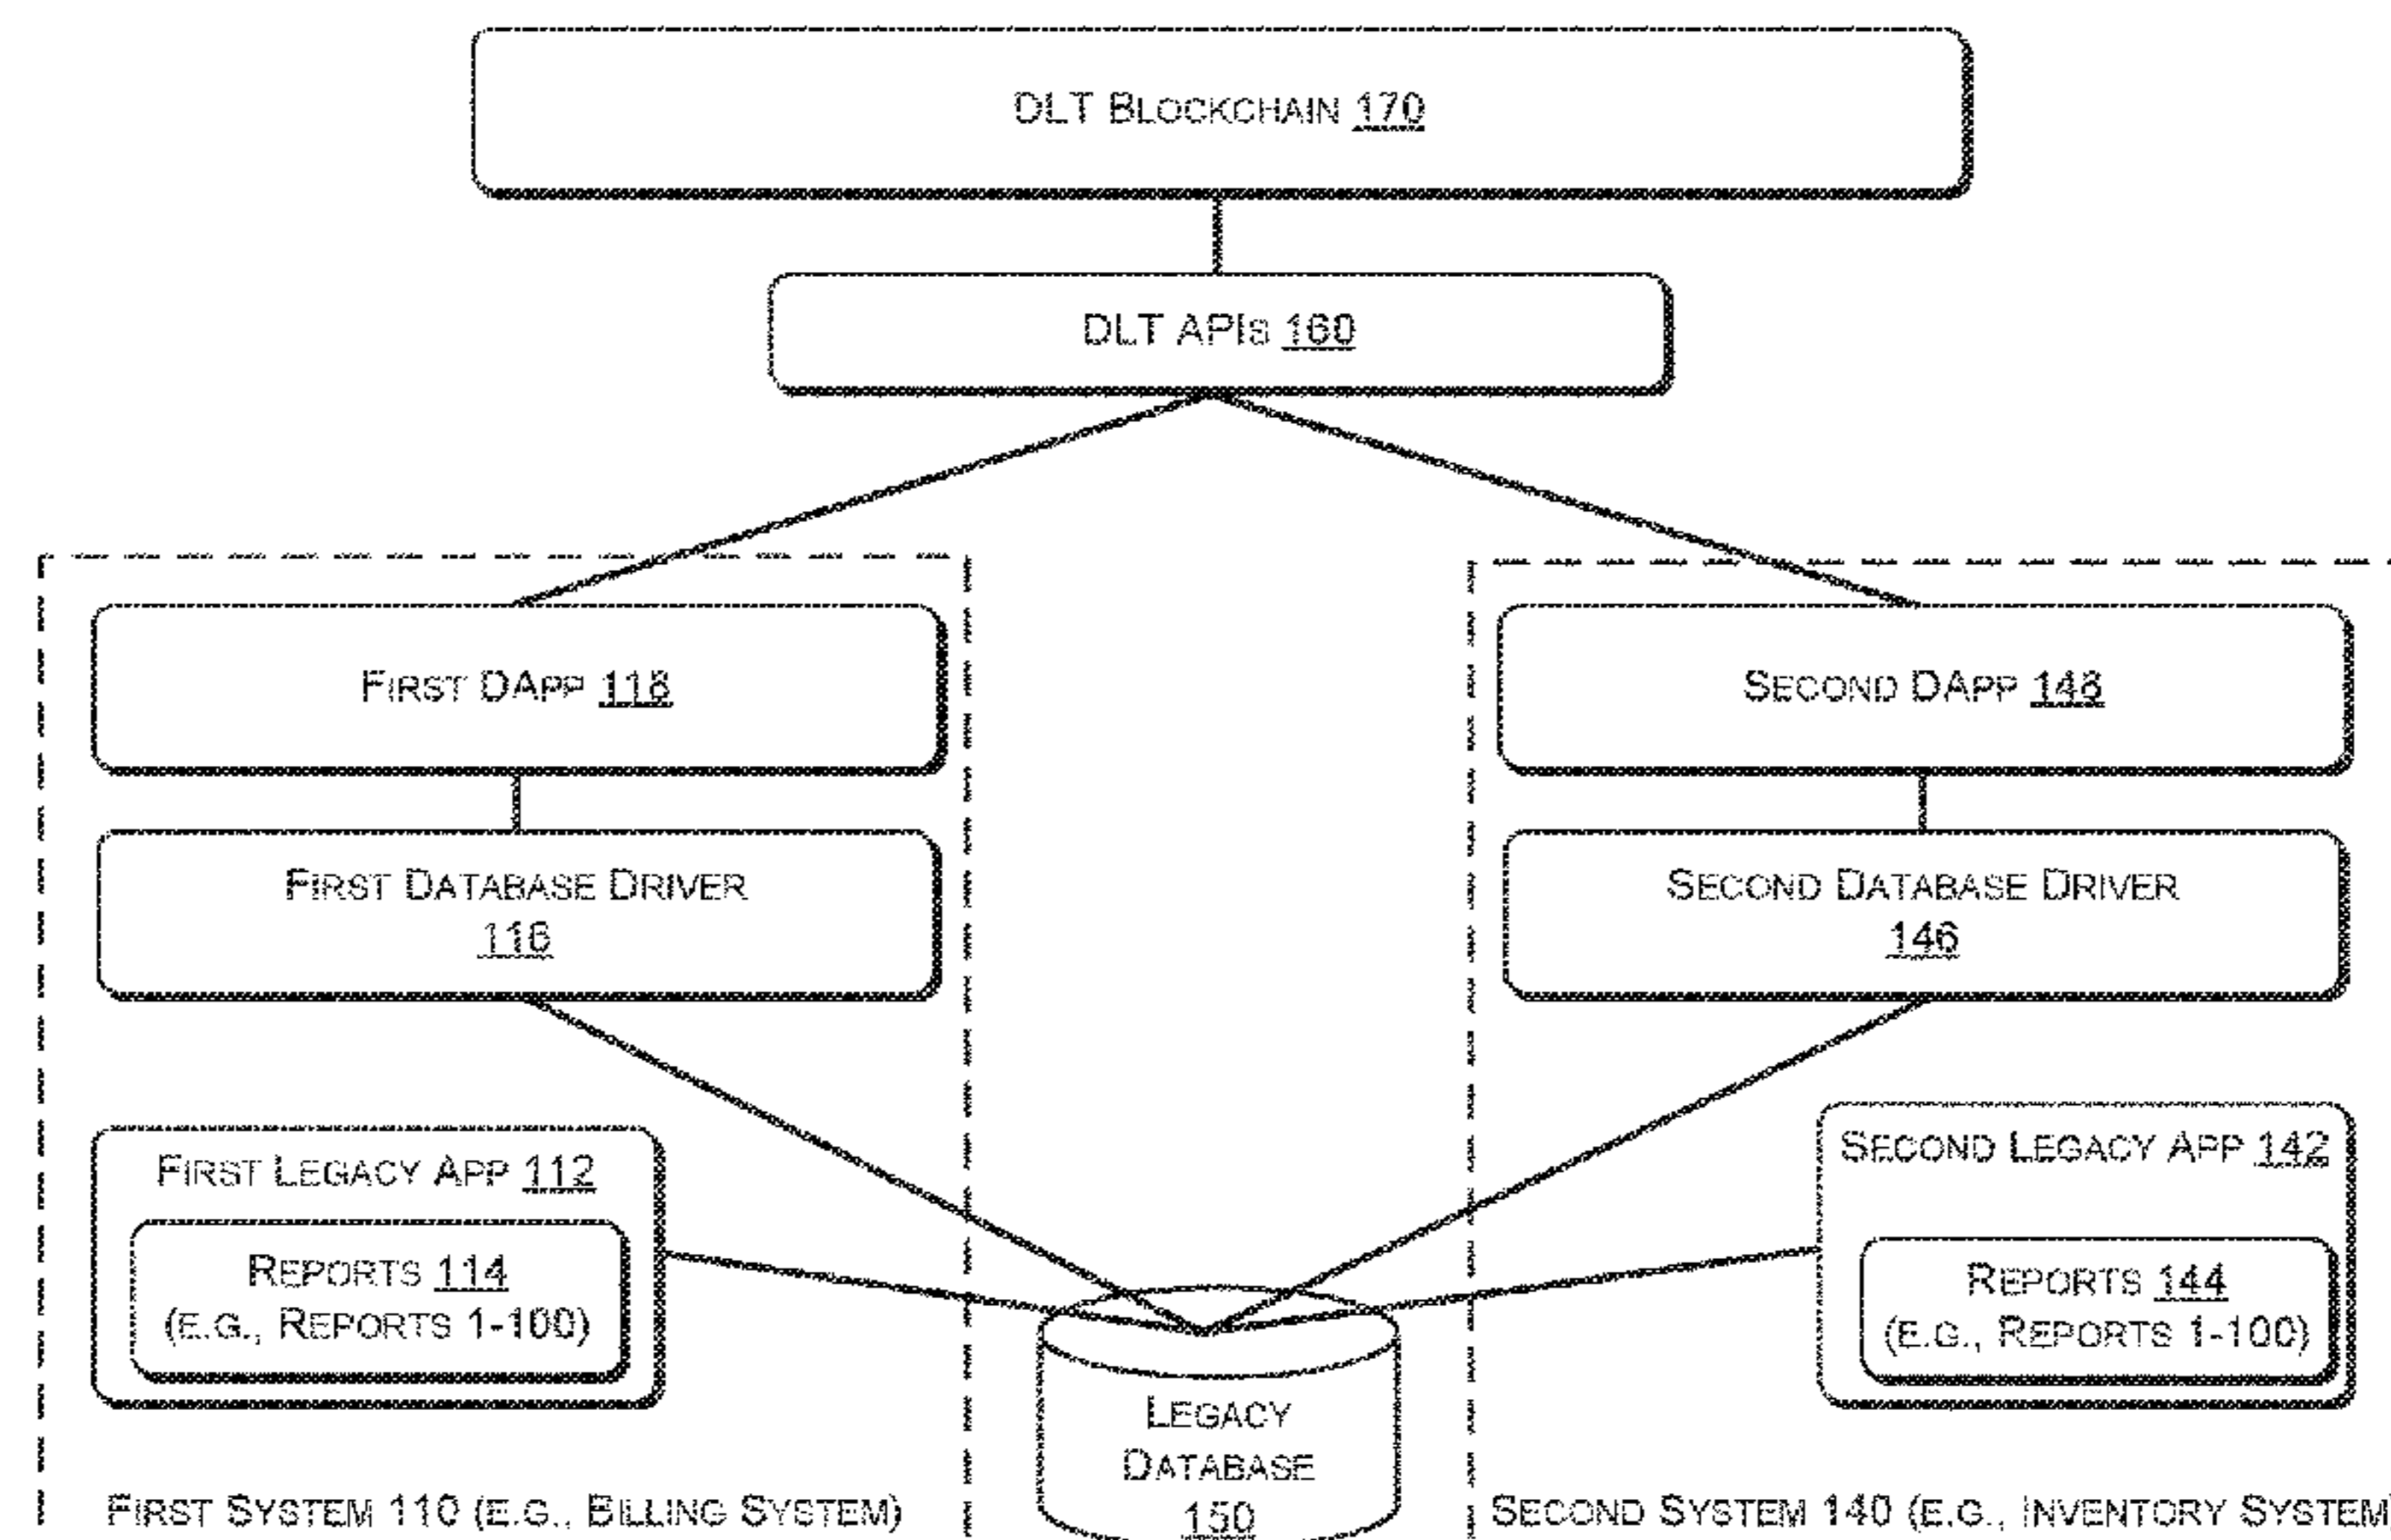 DLT BLOCKCHAIN 170
DLT APIS 160
FIRST DAPP 118
SECOND DAPP 148
FIRST DATABASE DRIVER
116
SECOND DATABASE DRIVER
146
FIRST LEGACY APP 112
REPORTS 114
(E.G., REPORTS 1-100)
SECOND LEGACY APP 142
REPORTS 144
(E.G., REPORTS 1-100)
LEGACY
DATABASE
150
FIRST SYSTEM 110 (E.G., BILLING SYSTEM)
SECOND SYSTEM 140 (E.G., INVENTORY SYSTEM)